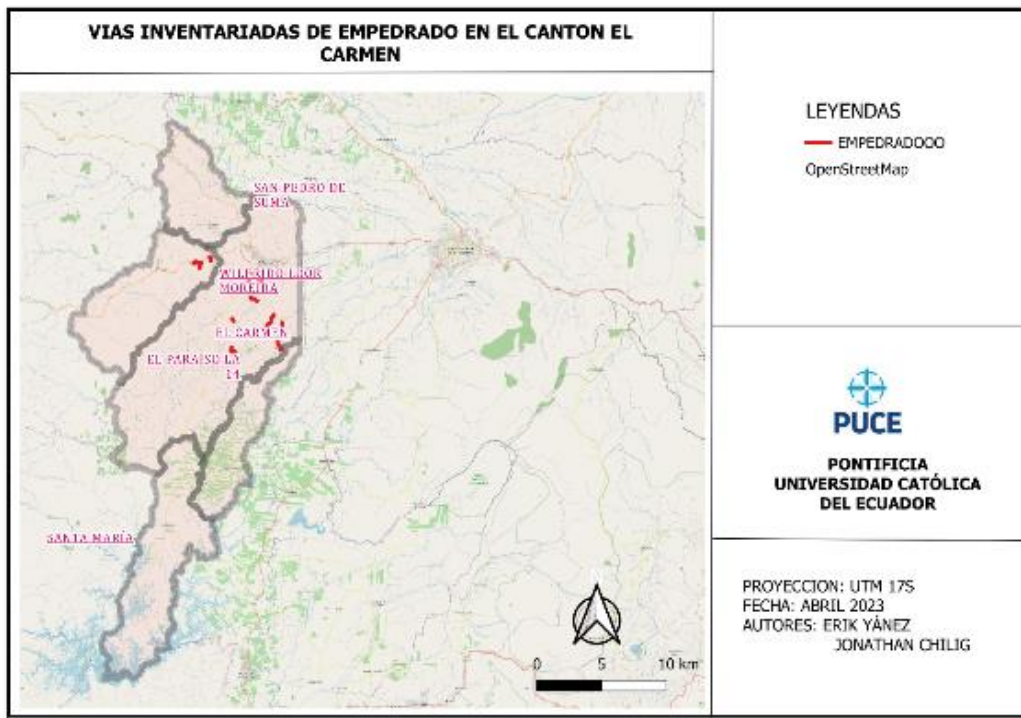 VIAS INVENTARIADAS DE EMPEDRADO EN EL CANTON EL
CARMEN
SAN PEDRO DE
SUMA
WILFRIDO LOOR
MOREIRA
EL CARMEN
EL PARAISO LA
14
SANTA MARÍA
0 5 10 km
LEYENDAS
EMPEDRADOOO
OpenStreetMap
PUCE
PONTIFICIA
UNIVERSIDAD CATÓLICA
DEL ECUADOR
PROYECCION: UTM 17S
FECHA: ABRIL 2023
AUTORES: ERIK YÁNEZ
JONATHAN CHILIG